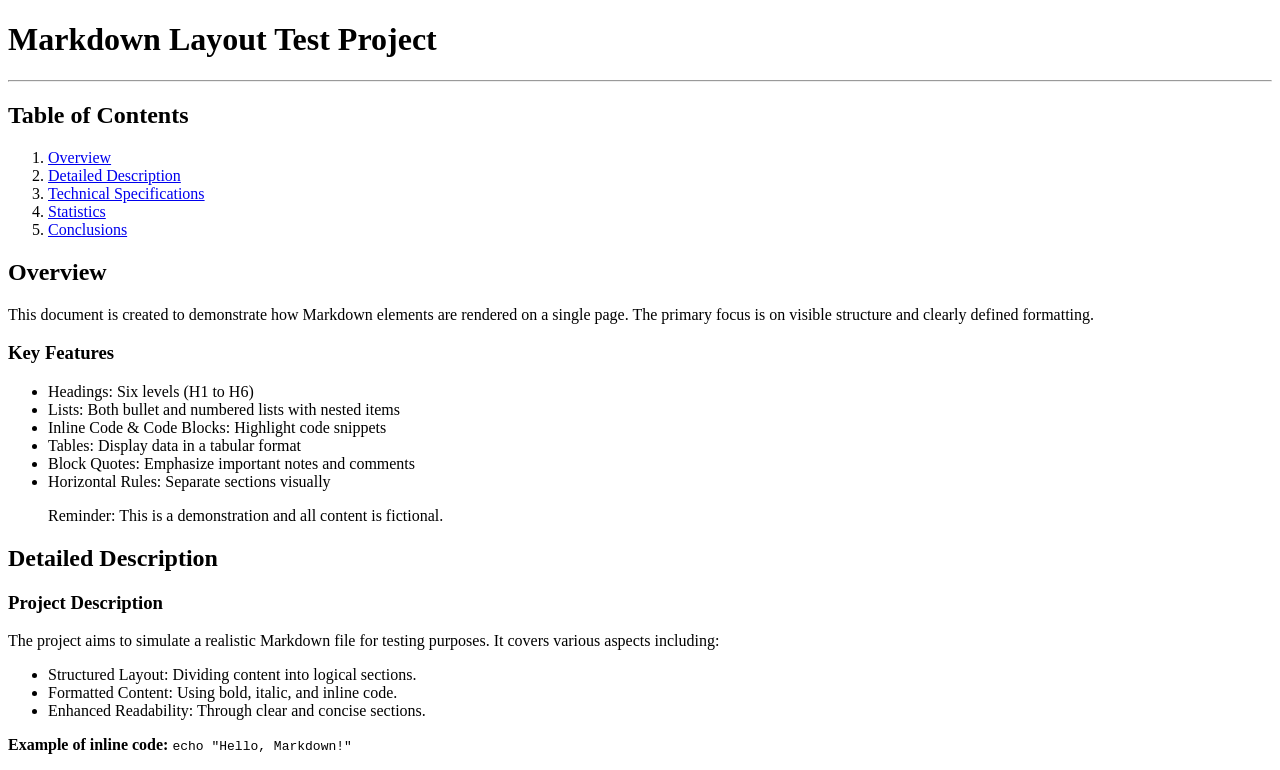 Markdown Layout Test Project
Table of Contents
1. Overview
2. Detailed Description
3. Technical Specifications
4. Statistics
5. Conclusions
Overview
This document is created to demonstrate how Markdown elements are rendered on a single page. The primary focus is on visible structure and clearly defined formatting.
Key Features
• Headings: Six levels (H1 to H6)
• Lists: Both bullet and numbered lists with nested items
• Inline Code & Code Blocks: Highlight code snippets
• Tables: Display data in a tabular format
• Block Quotes: Emphasize important notes and comments
• Horizontal Rules: Separate sections visually
Reminder: This is a demonstration and all content is fictional.
Detailed Description
Project Description
The project aims to simulate a realistic Markdown file for testing purposes. It covers various aspects including:
• Structured Layout: Dividing content into logical sections.
• Formatted Content: Using bold, italic, and inline code.
• Enhanced Readability: Through clear and concise sections.
Example of inline code: echo "Hello, Markdown!"